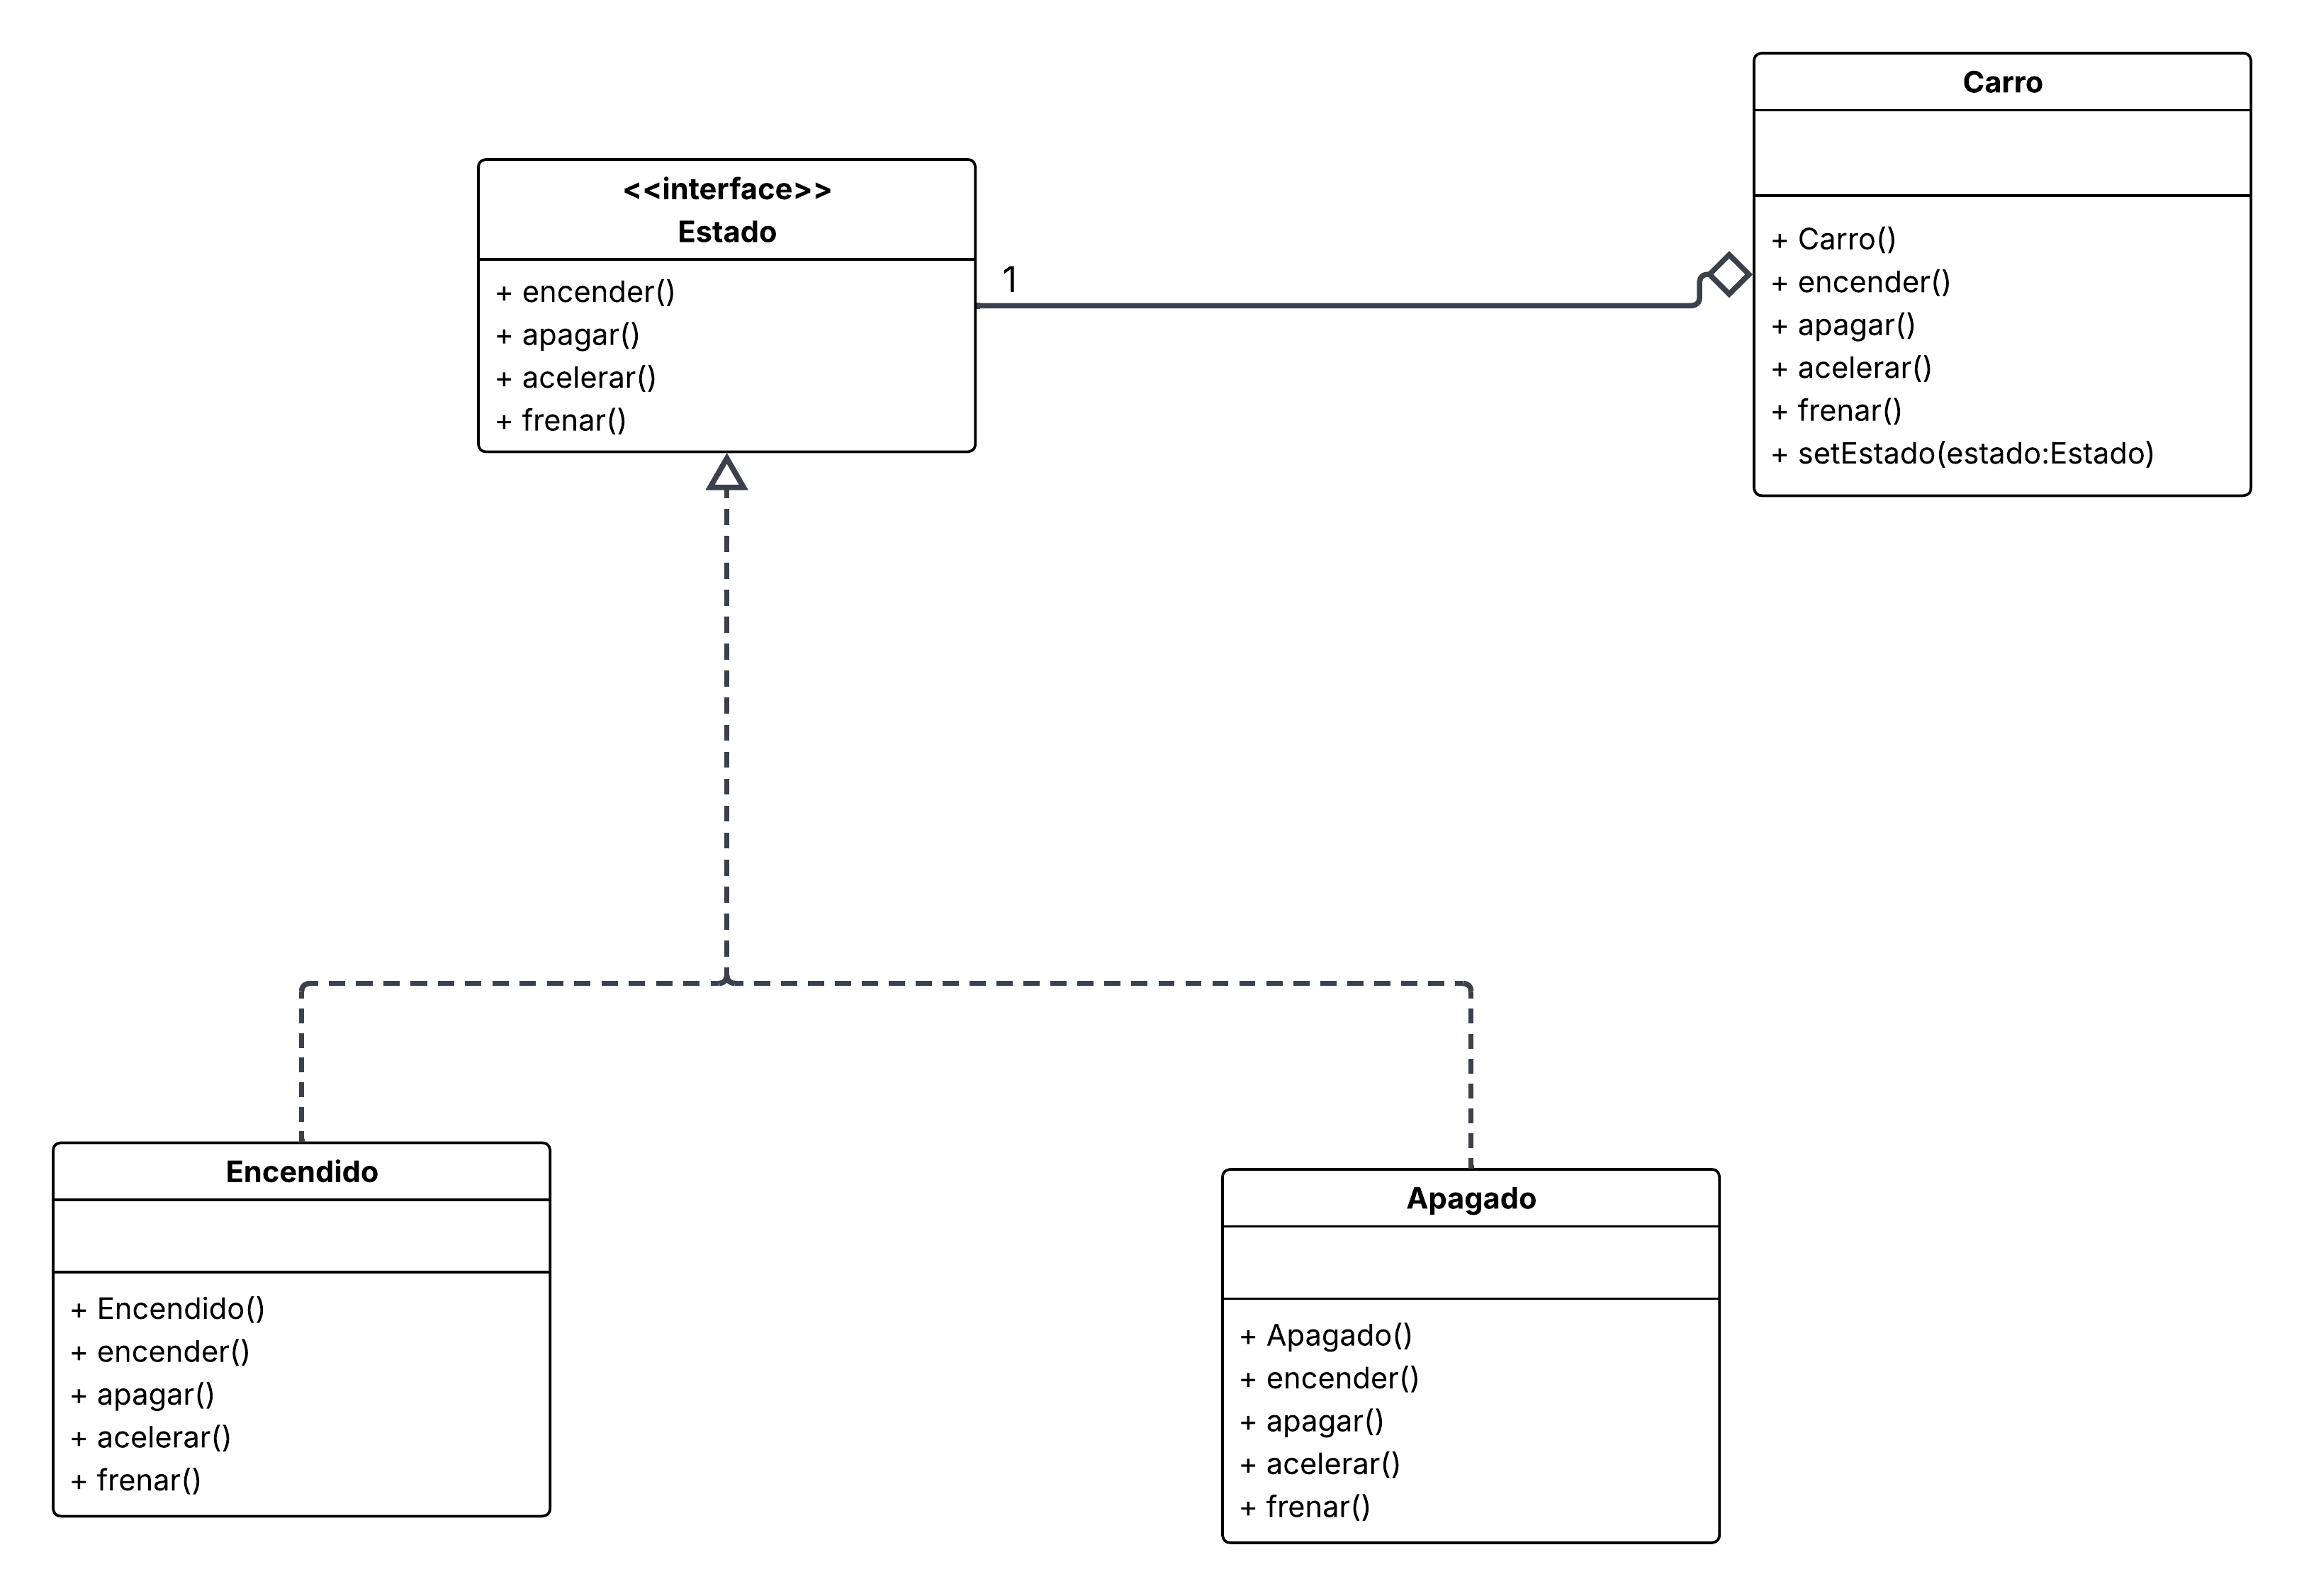 Carro
+ Carro()
+ encender()
+ apagar()
+ acelerar()
+ frenar()
+ setEstado(estado:Estado)
<<interface>>
Estado
+ encender()
+ apagar()
+ acelerar()
+ frenar()
1
Encendido
+ Encendido()
+ encender()
+ apagar()
+ acelerar()
+ frenar()
Apagado
+ Apagado()
+ encender()
+ apagar()
+ acelerar()
+ frenar()